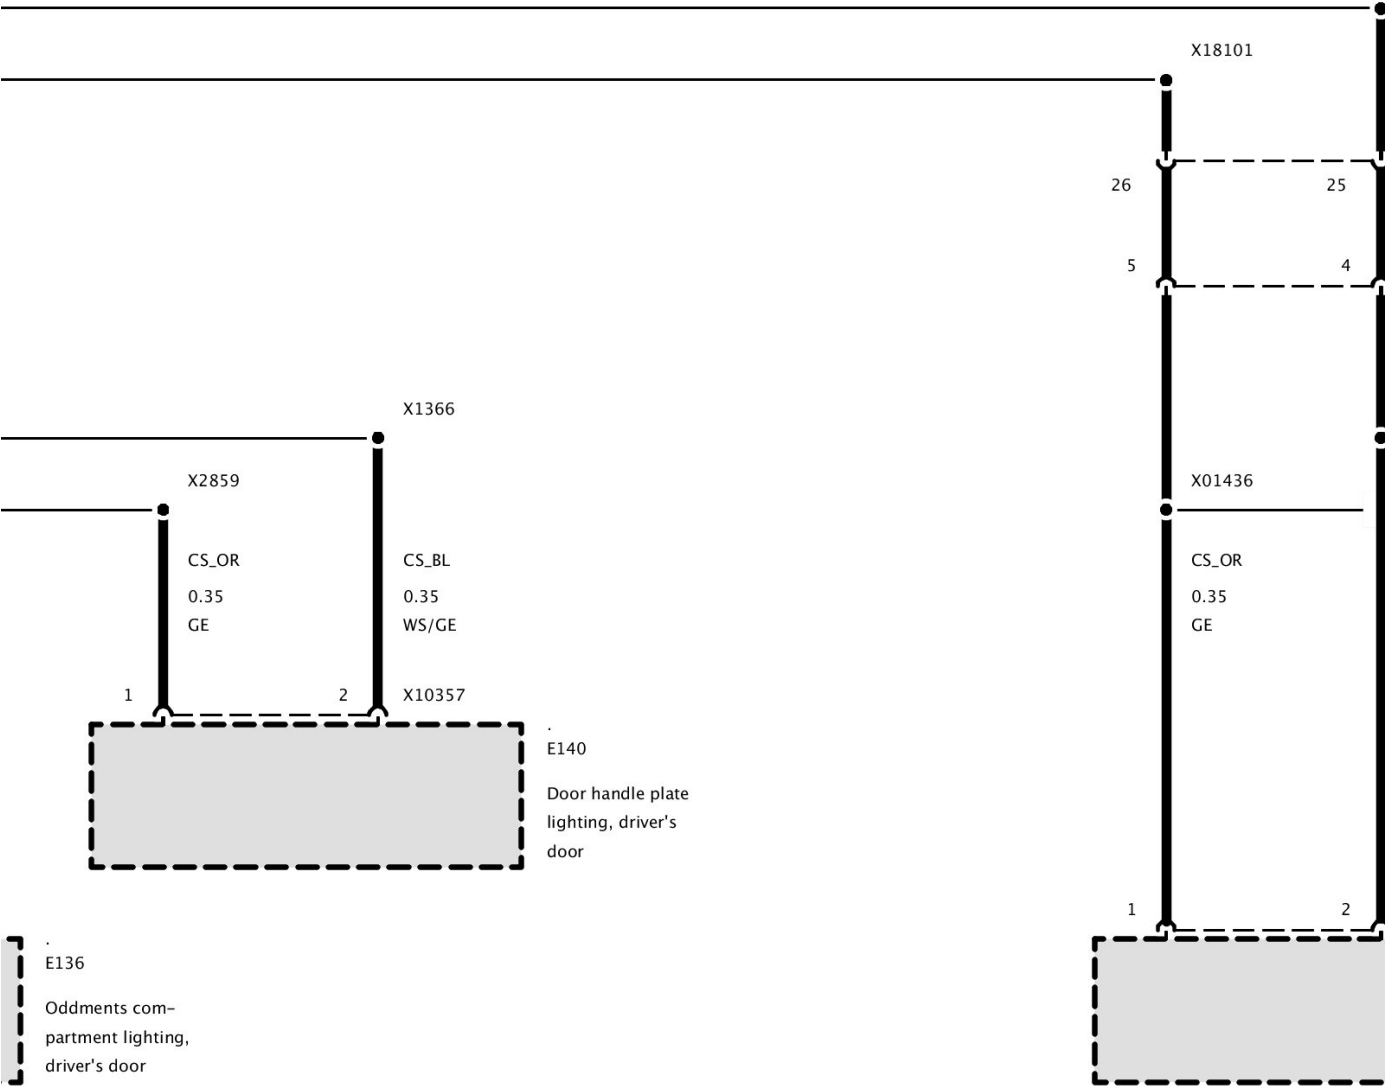 X18101
26
25
5
4
X1366
X2859
X01436
CS_OR
CS_BL
CS_OR
0.35
0.35
0.35
GE
WS/GE
GE
1
2
X10357
.
E140
Door handle plate
lighting, driver's
door
1
2
.
E136
Oddments com–
partment lighting,
driver's door